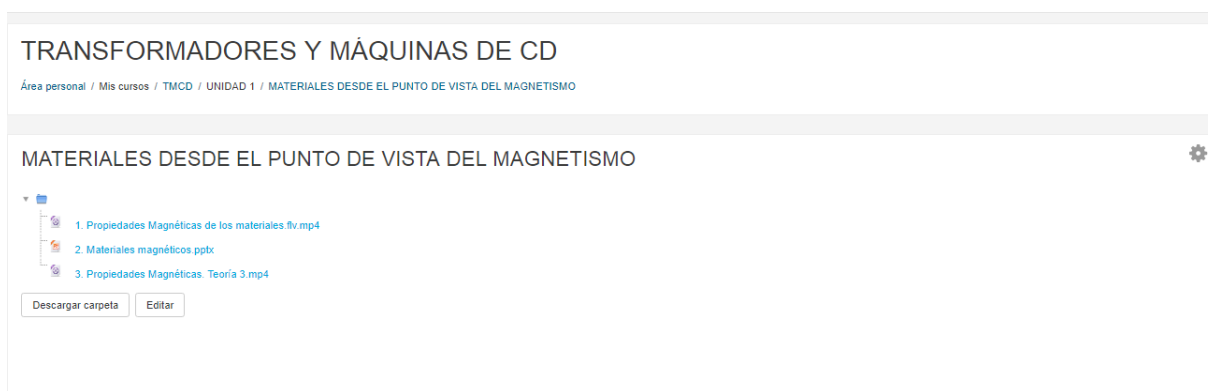 TRANSFORMADORES Y MÁQUINAS DE CD
Área personal / Mis cursos / TMCD / UNIDAD 1 / MATERIALES DESDE EL PUNTO DE VISTA DEL MAGNETISMO
MATERIALES DESDE EL PUNTO DE VISTA DEL MAGNETISMO
1. Propiedades Magnéticas de los materiales.flv.mp4
2. Materiales magnéticos.pptx
3. Propiedades Magnéticas. Teoría 3.mp4
Descargar carpeta Editar